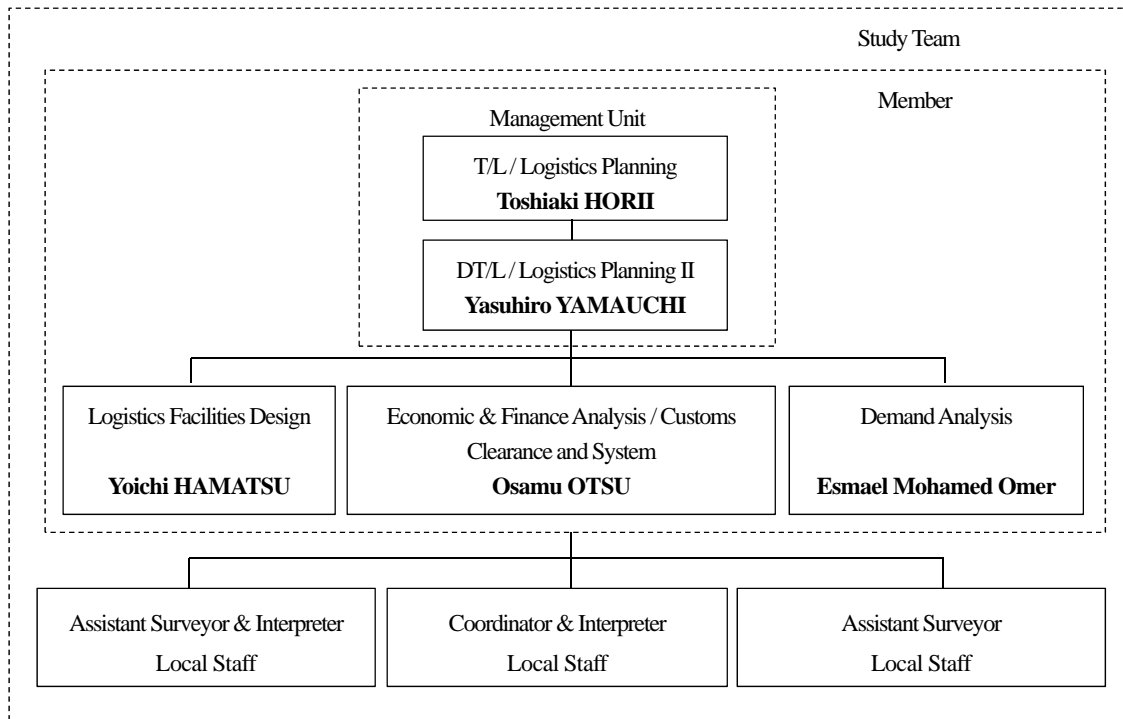 Study Team
Member
Management Unit
T/L / Logistics Planning
Toshiaki HORII
DT/L / Logistics Planning II
Yasuhiro YAMAUCHI
Logistics Facilities Design
Yoichi HAMATSU
Economic & Finance Analysis / Customs
Clearance and System
Osamu OTSU
Demand Analysis
Esmael Mohamed Omer
Assistant Surveyor & Interpreter
Local Staff
Coordinator & Interpreter
Local Staff
Assistant Surveyor
Local Staff